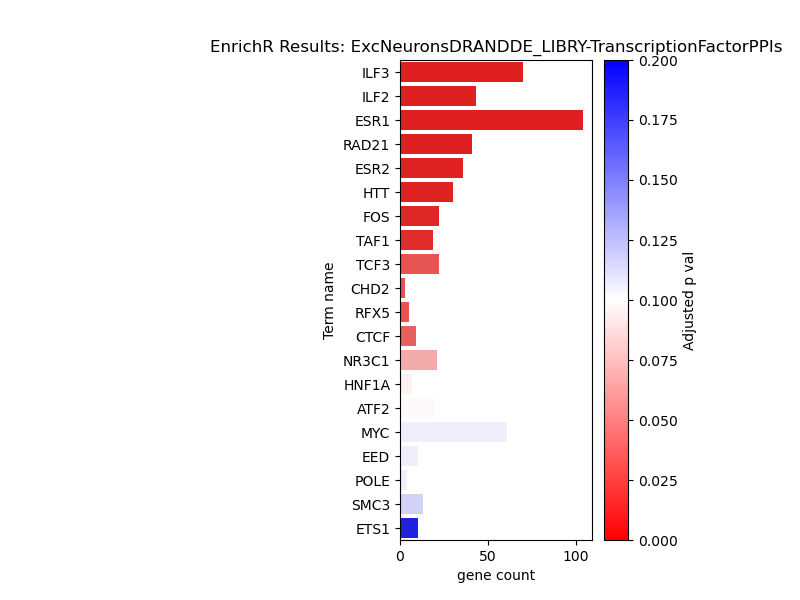 EnrichR Results: ExcNeuronsDRANDDE_LIBRY-TranscriptionFactorPPIs
Term name
ILF3
ILF2
ESR1
RAD21
ESR2
HTT
FOS
TAF1
TCF3
CHD2
RFX5
CTCF
NR3C1
HNF1A
ATF2
MYC
EED
POLE
SMC3
ETS1
0
50
100
gene count
0.200
0.175
0.150
0.125
0.100
0.075
0.050
0.025
0.000
Adjusted p val